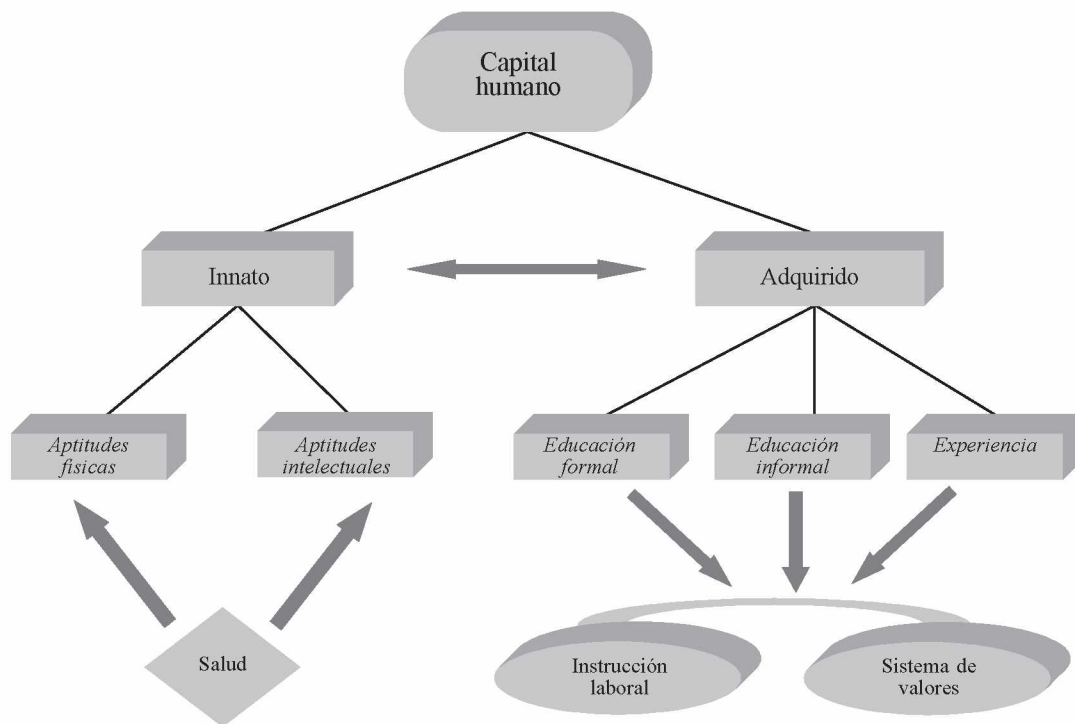 Capital
humano
Innato
Adquirido
Aptitudes
físicas
Aptitudes
intelectuales
Educación
formal
Educación
informal
Experiencia
Salud
Instrucción
laboral
Sistema de
valores